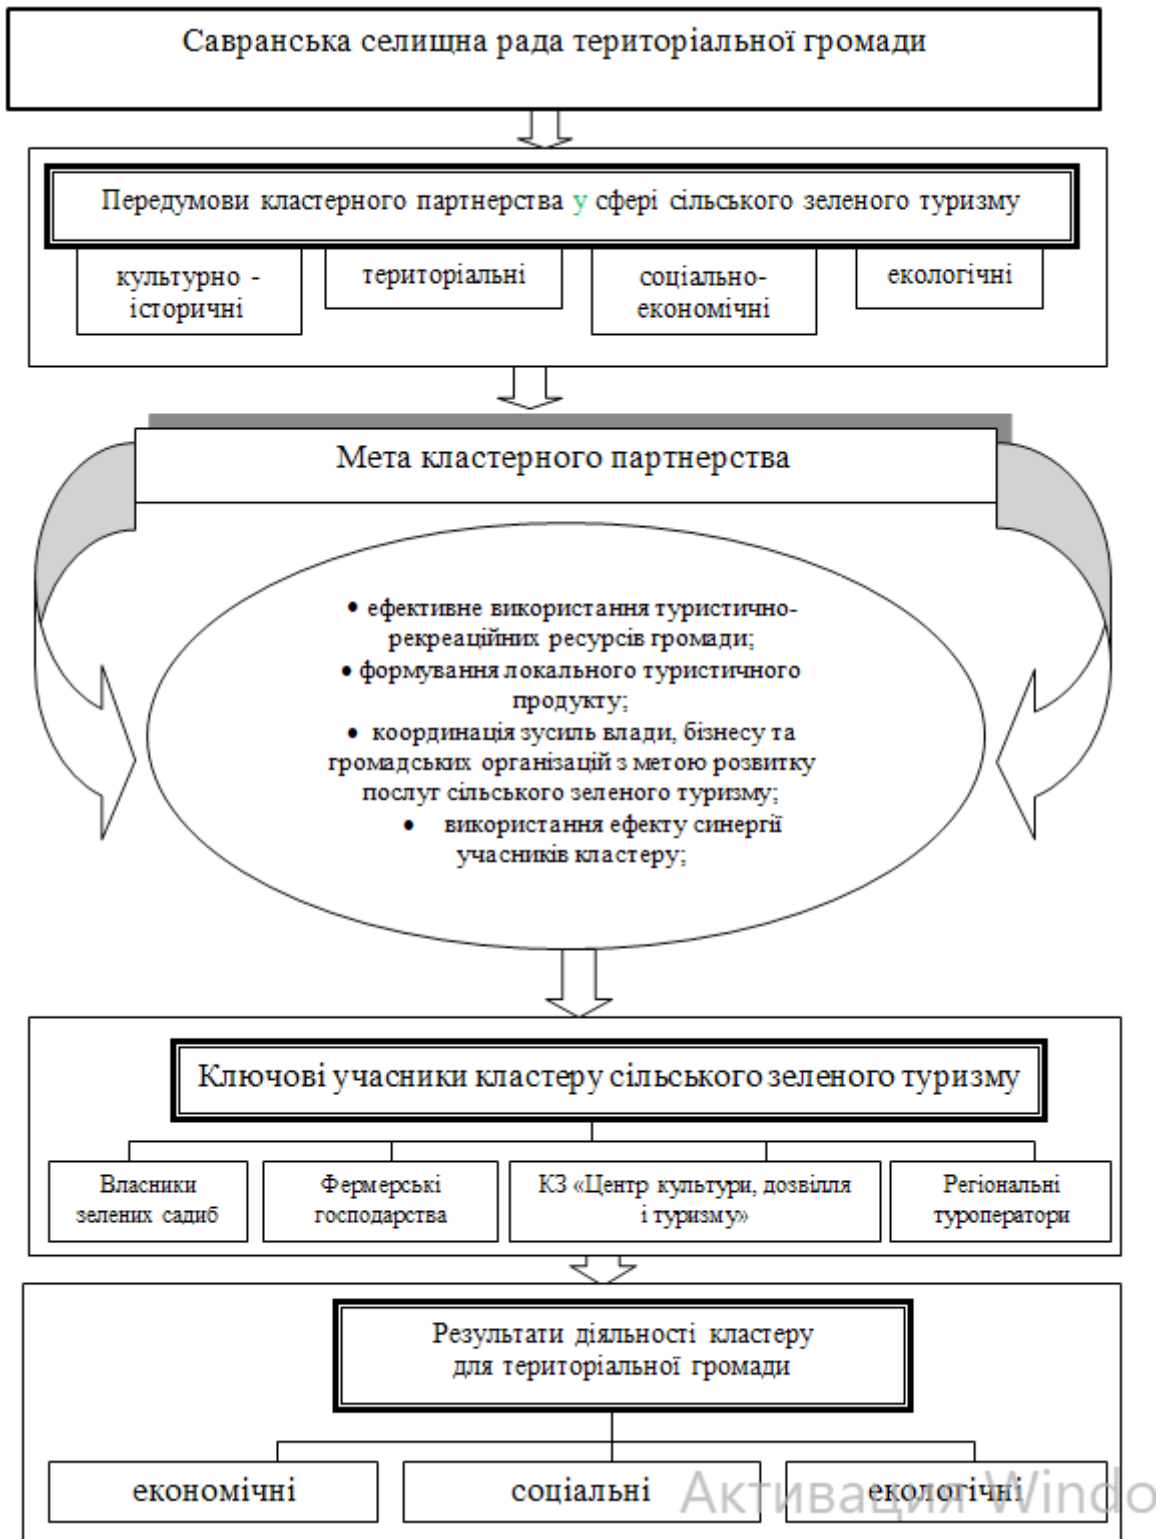 Савранська селищна рада територіальної громади
Передумови кластерного партнерства у сфері сільського зеленого туризму
культурно -
історичні
територіальні
соціально-
економічні
екологічні
Мета кластерного партнерства
• ефективне використання туристично-
рекреаційних ресурсів громади;
• формування локального туристичного
продукту;
• координація зусиль влади, бізнесу та
громадських організацій з метою розвитку
послуг сільського зеленого туризму;
• використання ефекту синергії
учасників кластеру;
Ключові учасники кластеру сільського зеленого туризму
Власники
зелених садиб
Фермерські
господарства
КЗ «Центр культури, дозвілля
і туризму»
Регіональні
туроператори
Результати діяльності кластеру
для територіальної громади
економічні
соціальні
екологічні
Активация Windo